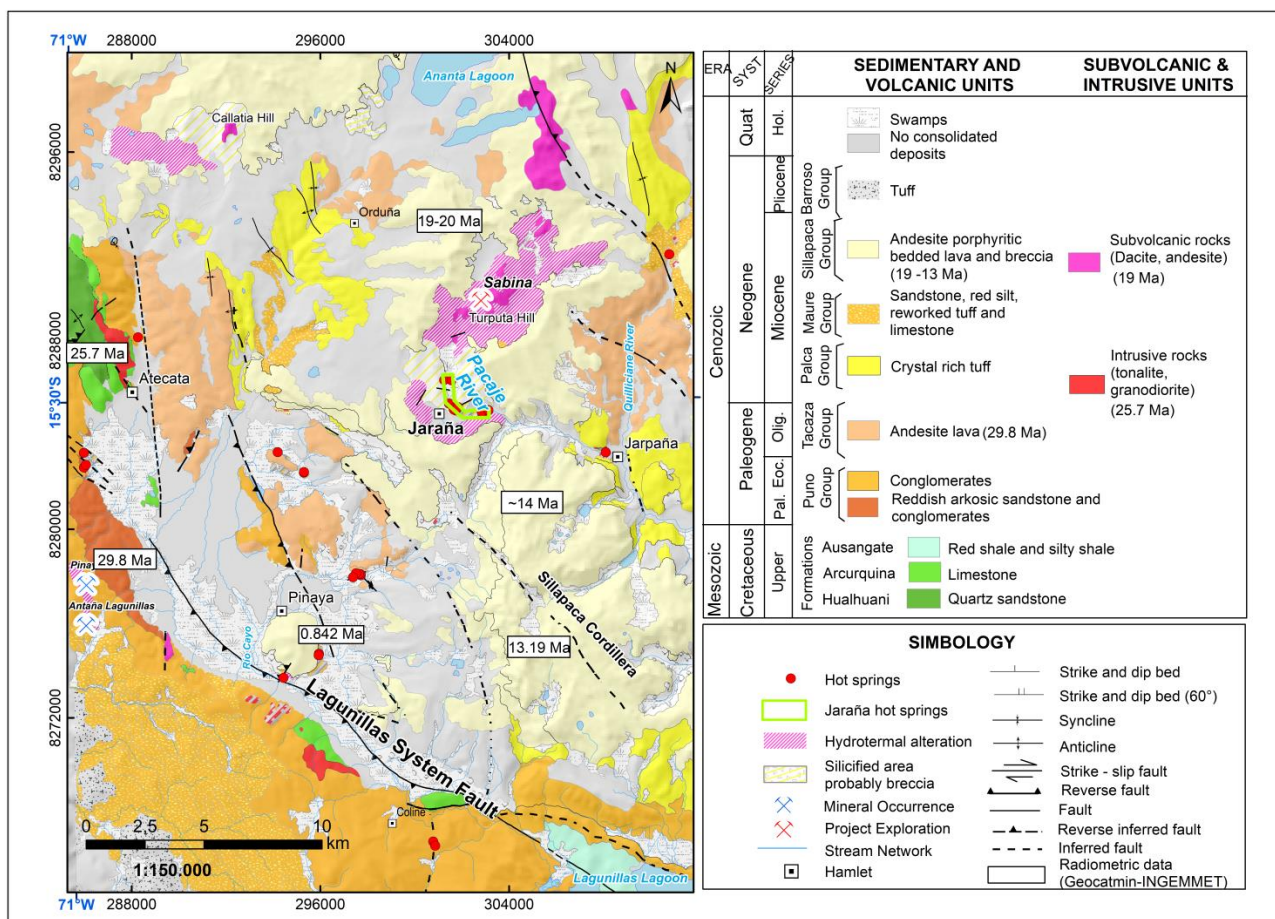 71°W
288000
296000
304000
Ananta Lagoon
N
Callatia Hill
8296000
Orduña
19-20 Ma
Sabina
Turputa Hill
8288000
25.7 Ma
Atecata
Pacaje
River
Quilliciane River
15°30'S
Jaraña
Jarpaña
8280000
~14 Ma
29.8 Ma
Antaña Lagunillas
Pinaya
0.842 Ma
Río Cayo
13.19 Ma
Sillapaca Cordillera
8272000
Lagunillas System Fault
Coline
0 2,5 5 10
km
1:150.000
Lagunillas Lagoon
71°W
288000
296000
304000
ERA
SYST
SERIES
SEDIMENTARY AND
VOLCANIC UNITS
SUBVOLCANIC &
INTRUSIVE UNITS
Cenozoic
Mesozoic
Quat
Neogene
Paleogene
Cretaceous
Hol.
Pliocene
Miocene
Olig.
Eoc.
Pal.
Upper
Swamps
No consolidated
deposits
Barroso
Group
Tuff
Sillapaca
Group
Andesite porphyritic
bedded lava and breccia
(19 -13 Ma)
Subvolcanic rocks
(Dacite, andesite)
(19 Ma)
Maure
Group
Sandstone, red silt,
reworked tuff and
limestone
Palca
Group
Crystal rich tuff
Intrusive rocks
(tonalite,
granodiorite)
(25.7 Ma)
Tacaza
Group
Andesite lava (29.8 Ma)
Puno
Group
Conglomerates
Reddish arkosic sandstone and
conglomerates
Formations
Ausangate
Red shale and silty shale
Arcurquina
Limestone
Hualhuani
Quartz sandstone
SIMBOLOGY
Hot springs
Jaraña hot springs
Hydrotermal alteration
Silicified area
probably breccia
Mineral Occurrence
Project Exploration
Stream Network
Hamlet
Strike and dip bed
Strike and dip bed (60°)
Syncline
Anticline
Strike - slip fault
Reverse fault
Fault
Reverse inferred fault
Inferred fault
Radiometric data
(Geocatmin-INGEMMET)